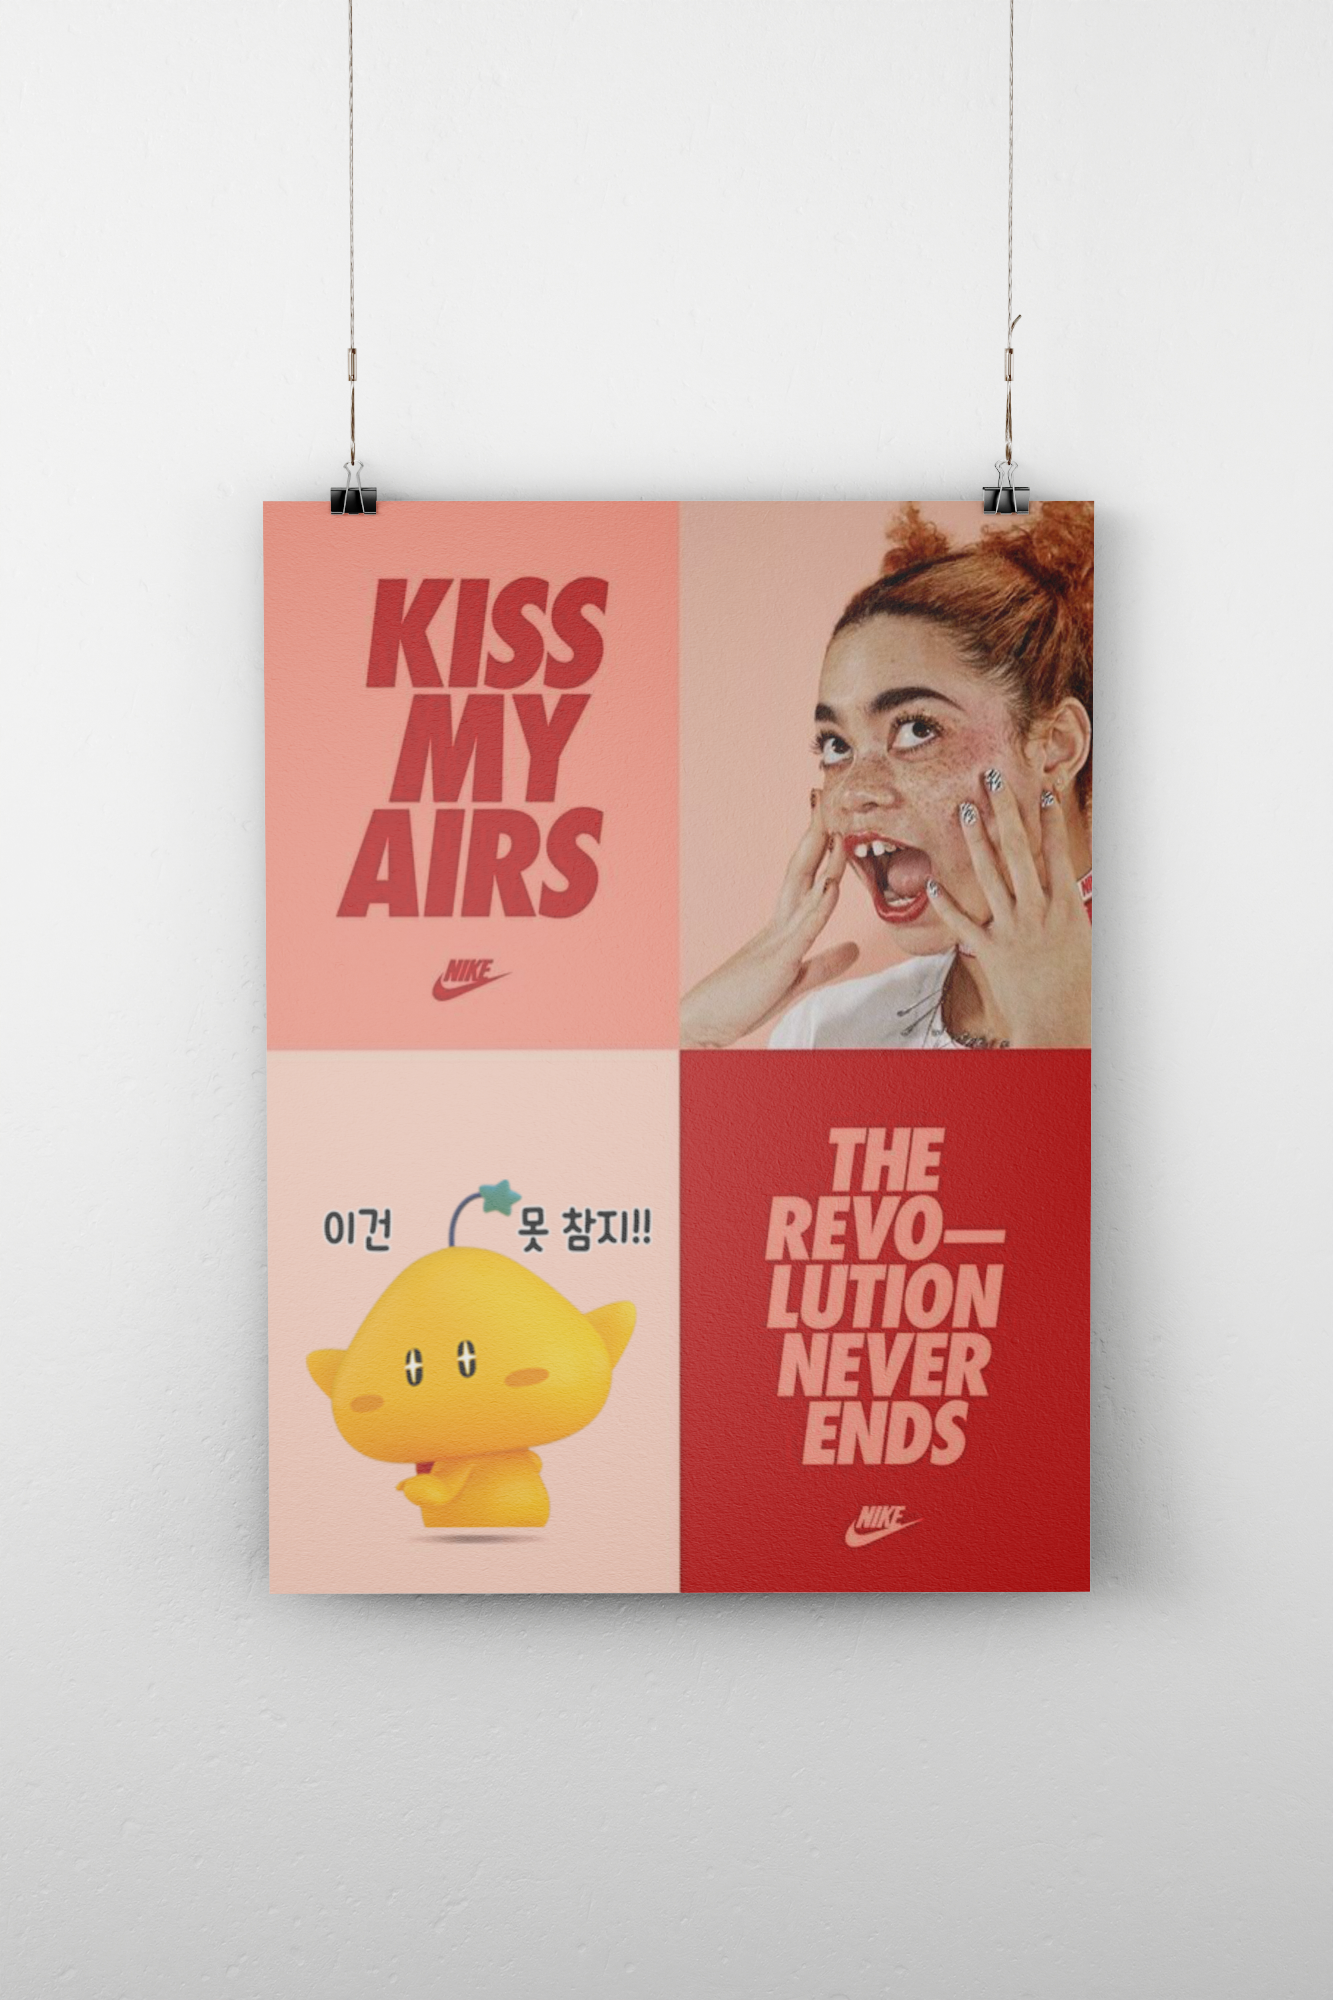 KISS
MY
AIRS
NIKE
이건 못 참지!!
THE
REVO—
LUTION
NEVER
ENDS
NIKE